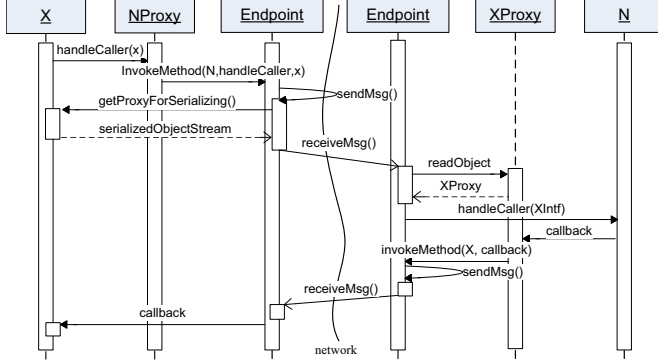 X
NProxy
Endpoint
Endpoint
XProxy
N
handleCaller(x)
InvokeMethod(N,handleCaller,x)
sendMsg()
getProxyForSerializing()
serializedObjectStream
receiveMsg()
readObject
XProxy
handleCaller(XIntf)
callback
invokeMethod(X, callback)
sendMsg()
receiveMsg()
callback
network